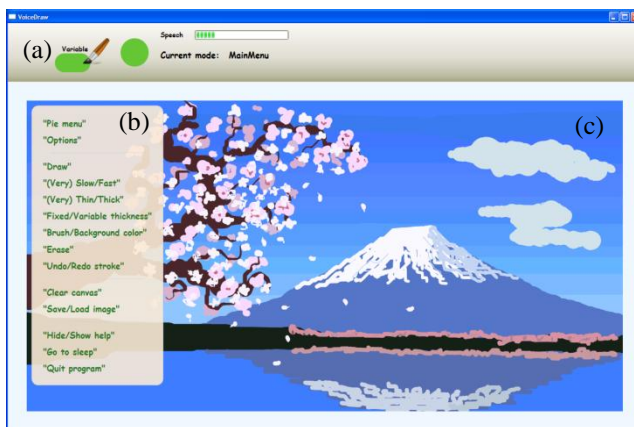 VoiceDraw
(a)
Variable
Speech
Current mode: MainMenu
(b)
(c)
"Pie menu"
"Options"
"Draw"
"(Very) Slow/Fast"
"(Very) Thin/Thick"
"Fixed/Variable thickness"
"Brush/Background color"
"Erase"
"Undo/Redo stroke"
"Clear canvas"
"Save/Load image"
"Hide/Show help"
"Go to sleep"
"Quit program"